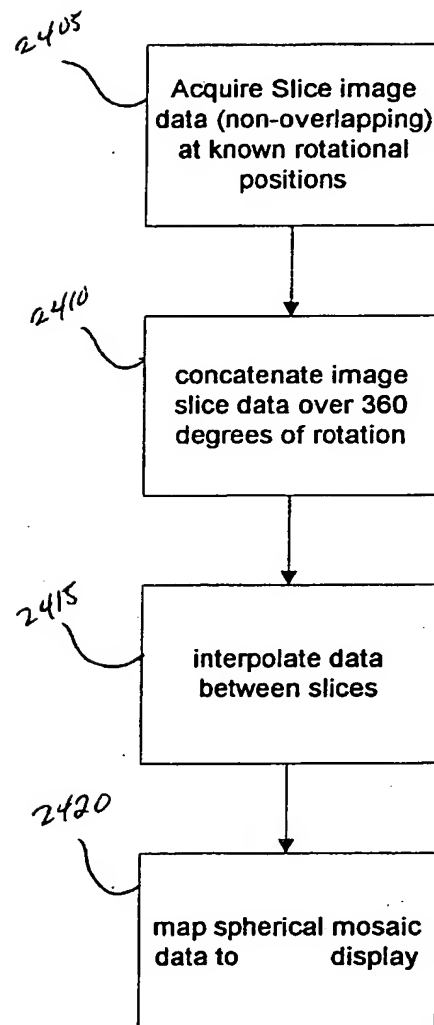 2405
Acquire Slice image
data (non-overlapping)
at known rotational
positions
2410
concatenate image
slice data over 360
degrees of rotation
2415
interpolate data
between slices
2420
map spherical mosaic
data to display